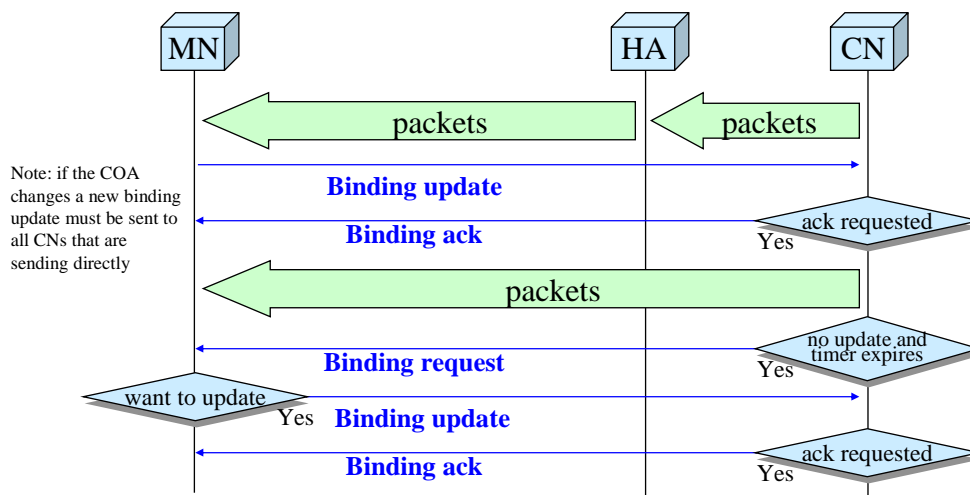 MN
HA
CN
packets
packets
Note: if the COA
changes a new binding
update must be sent to
all CNs that are
sending directly
Binding update
ack requested
Yes
Binding ack
packets
no update and
timer expires
Yes
Binding request
want to update
Yes
Binding update
ack requested
Yes
Binding ack